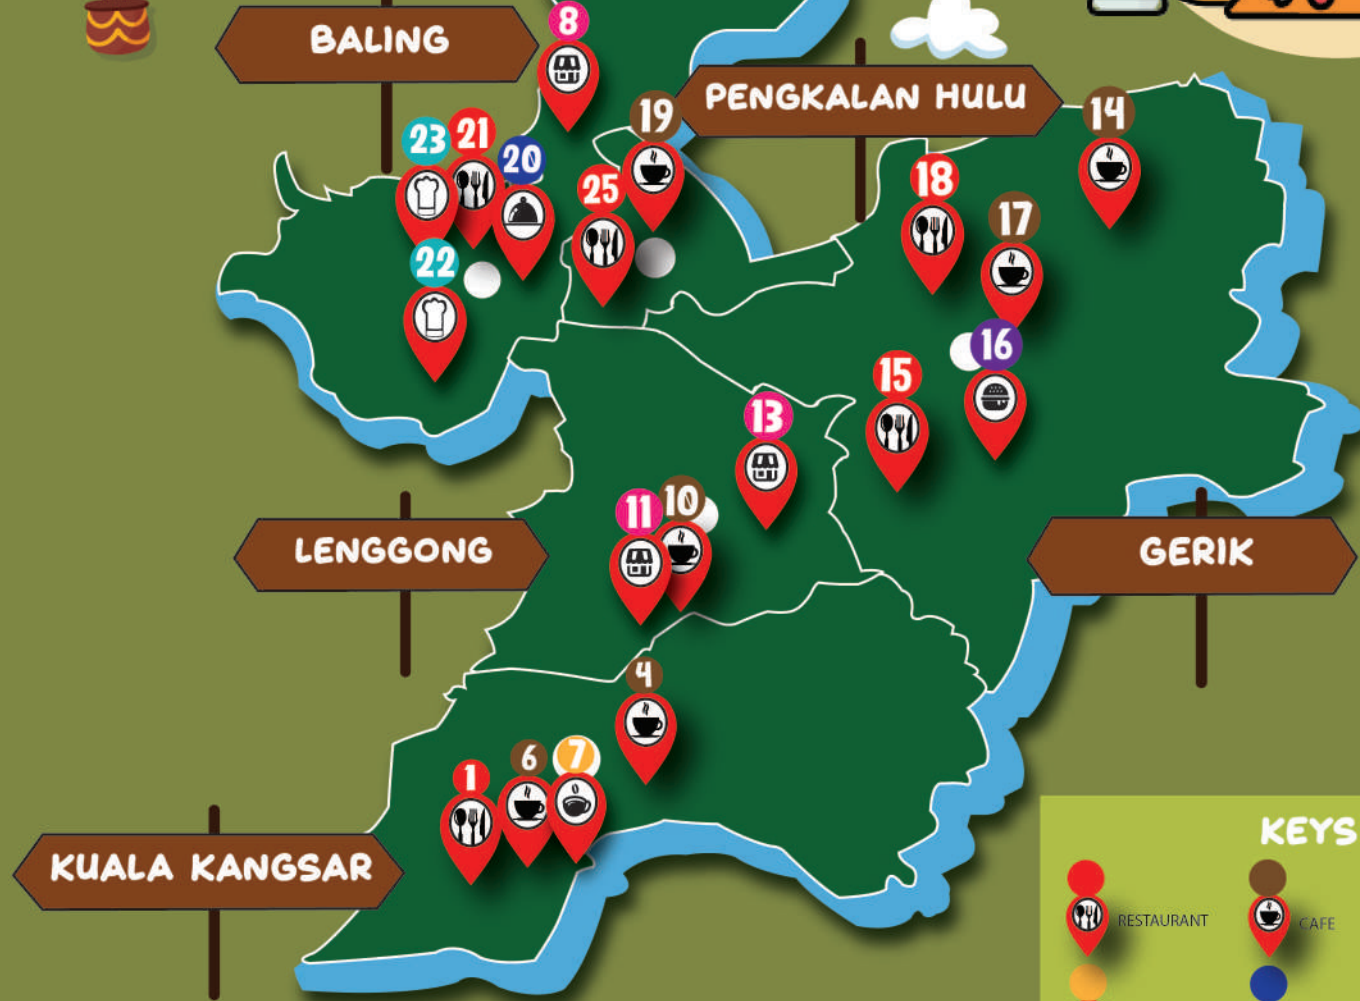 8
BALING
PENGKALAN HULU
14
19
23
21
20
25
18
17
22
16
15
13
11
10
LENGGONG
GERIK
4
6
7
1
KEYS
KUALA KANGSAR
RESTAURANT
CAFE